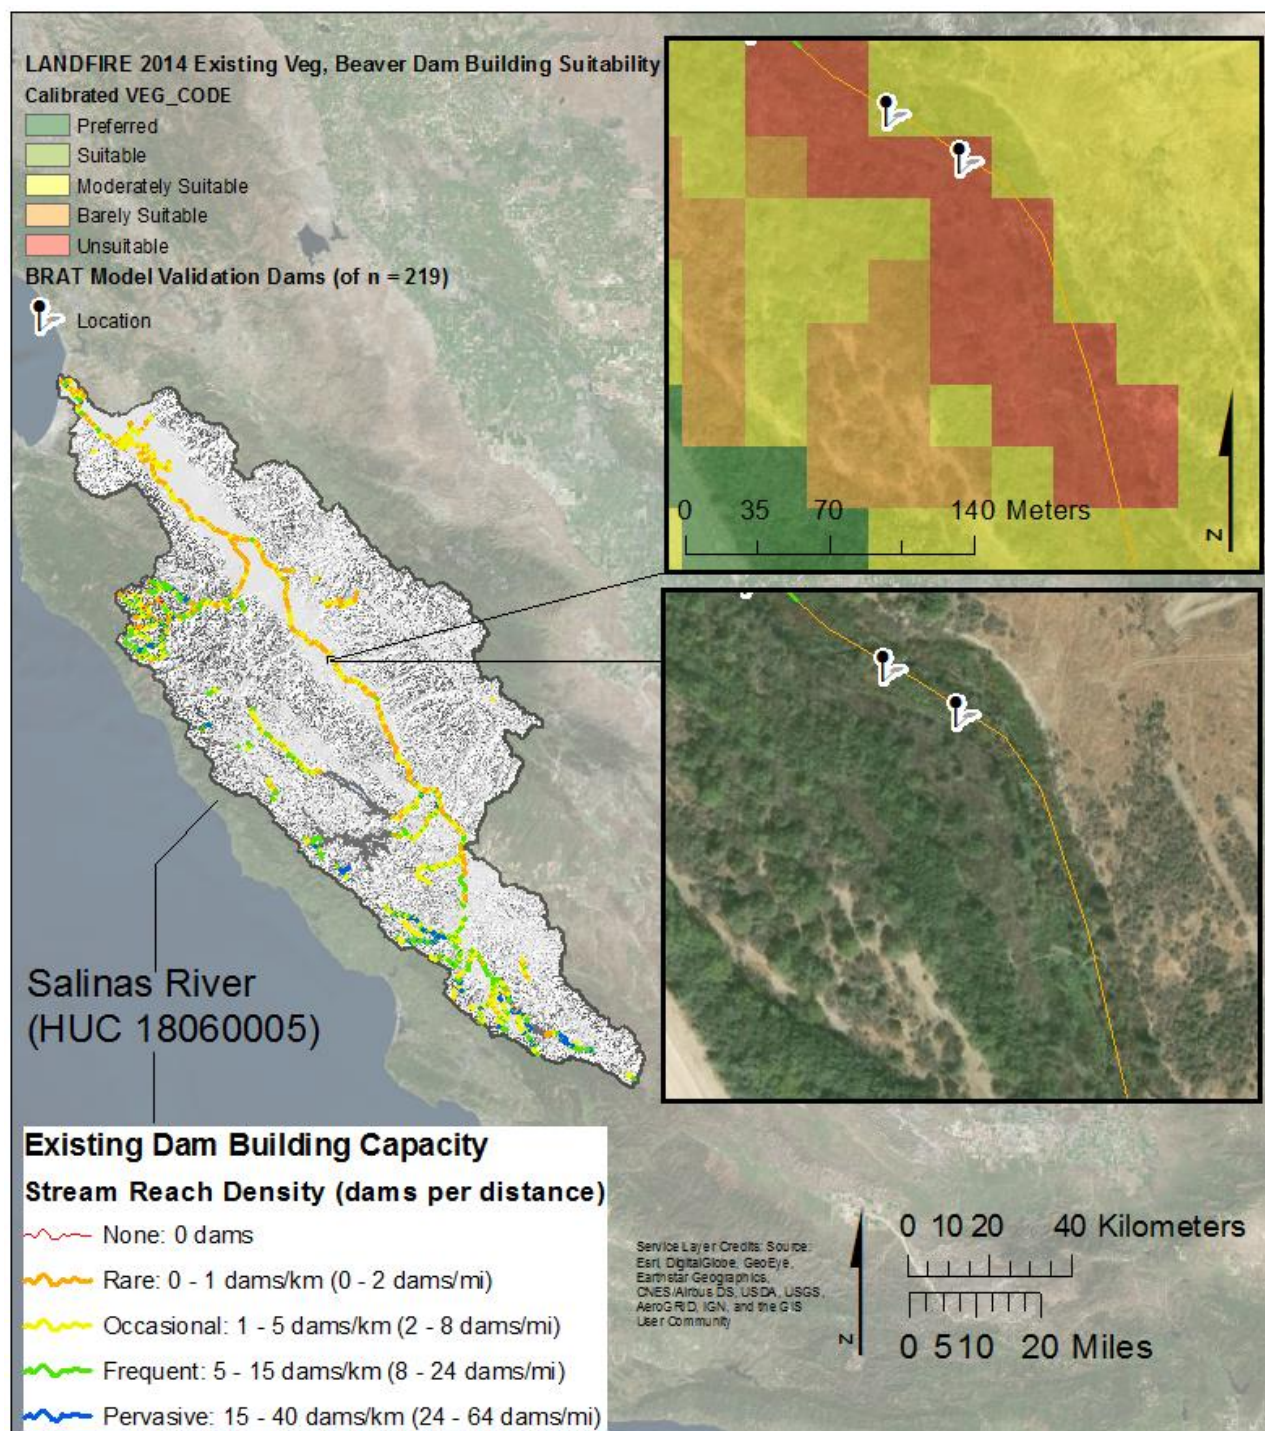 LANDFIRE 2014 Existing Veg, Beaver Dam Building Suitability
Calibrated VEG_CODE
Preferred
Suitable
Moderately Suitable
Barely Suitable
Unsuitable
BRAT Model Validation Dams (of n = 219)
Location
0 35 70 140 Meters
N
Salinas River
(HUC 18060005)
Existing Dam Building Capacity
Stream Reach Density (dams per distance)
None: 0 dams
Rare: 0 - 1 dams/km (0 - 2 dams/mi)
Occasional: 1 - 5 dams/km (2 - 8 dams/mi)
Frequent: 5 - 15 dams/km (8 - 24 dams/mi)
Pervasive: 15 - 40 dams/km (24 - 64 dams/mi)
Service Layer Credits: Source:
Esri, DigitalGlobe, GeoEye,
Earthstar Geographics,
CNES/Airbus DS, USDA, USGS,
AeroGRID, IGN, and the GIS
User Community
N
0 10 20 40 Kilometers
0 5 10 20 Miles